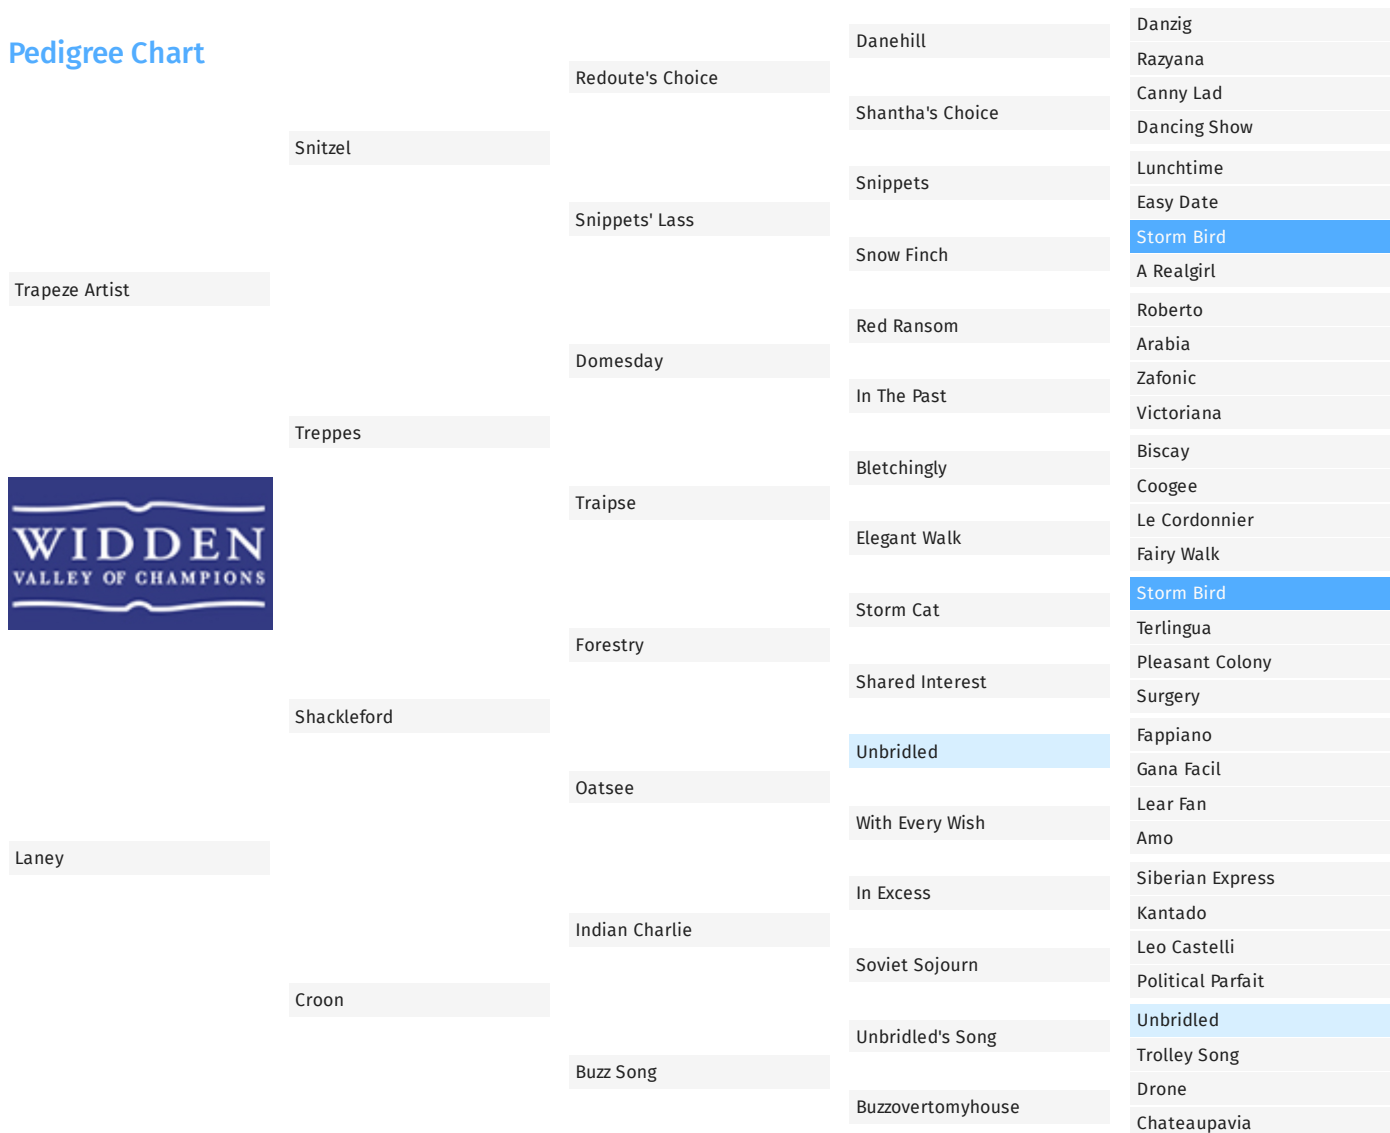 Pedigree Chart
Trapeze Artist
WIDDEN
VALLEY OF CHAMPIONS
Laney
Snitzel
Treppes
Shackleford
Croon
Redoute's Choice
Snippets' Lass
Domesday
Traipse
Forestry
Oatsee
Indian Charlie
Buzz Song
Danehill
Shantha's Choice
Snippets
Snow Finch
Red Ransom
In The Past
Bletchingly
Elegant Walk
Storm Cat
Shared Interest
Unbridled
With Every Wish
In Excess
Soviet Sojourn
Unbridled's Song
Buzzovertomyhouse
Danzig
Razyana
Canny Lad
Dancing Show
Lunchtime
Easy Date
Storm Bird
A Realgirl
Roberto
Arabia
Zafonic
Victoriana
Biscay
Coogee
Le Cordonnier
Fairy Walk
Storm Bird
Terlingua
Pleasant Colony
Surgery
Fappiano
Gana Facil
Lear Fan
Amo
Siberian Express
Kantado
Leo Castelli
Political Parfait
Unbridled
Trolley Song
Drone
Chateaupavia